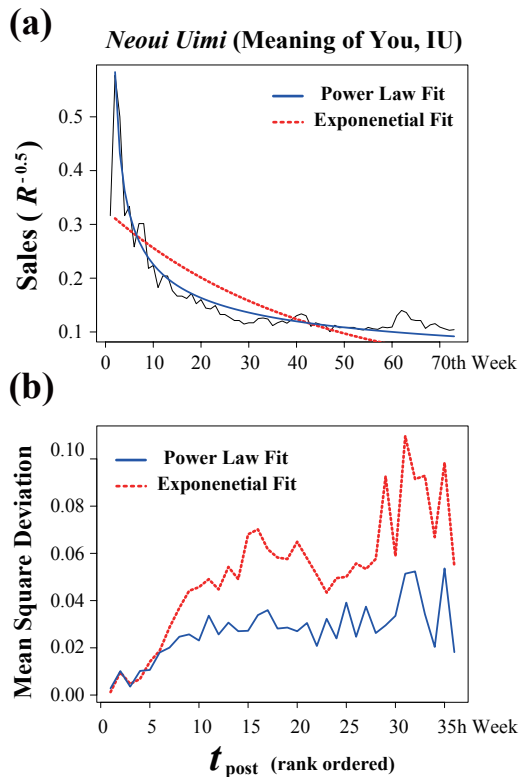 (a)
Neoui Uimi (Meaning of You, IU)
Power Law Fit
Exponenetial Fit
Sales ( R^-0.5 )
0.5
0.4
0.3
0.2
0.1
0 10 20 30 40 50 60 70th Week
(b)
Power Law Fit
Exponenetial Fit
Mean Square Deviation
0.10
0.08
0.06
0.04
0.02
0.00
0 5 10 15 20 25 30 35h Week
t post (rank ordered)